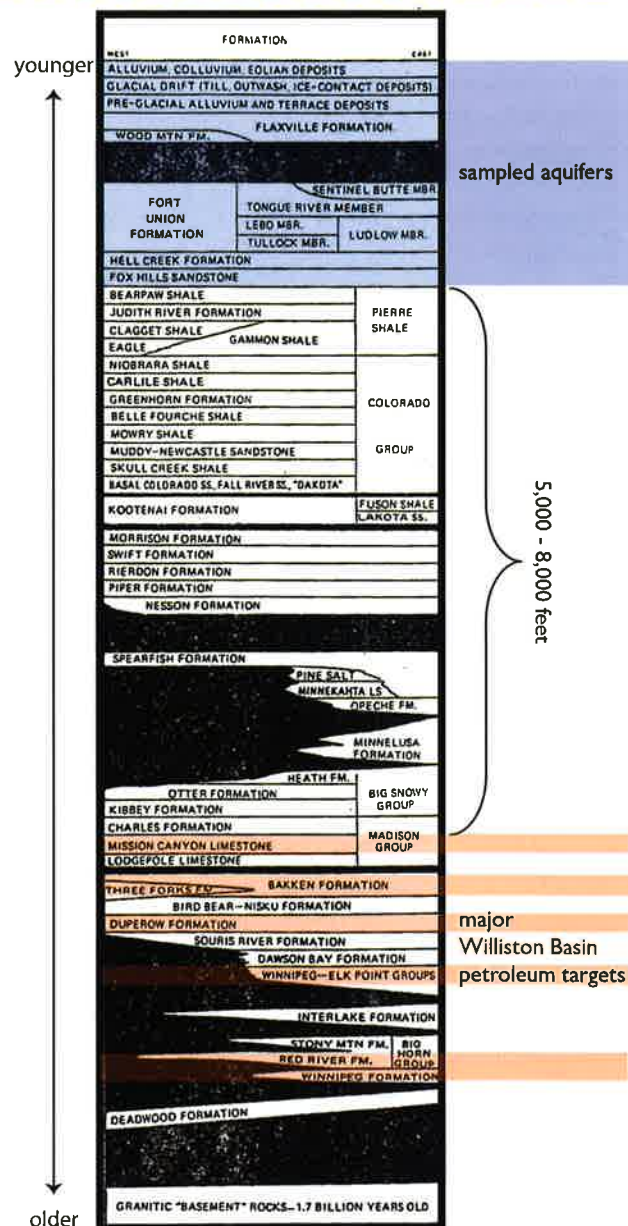 FORMATION
WEST EAST
younger
ALLUVIUM, COLLUVIUM, EOLIAN DEPOSITS
GLACIAL DRIFT (TILL, OUTWASH, ICE-CONTACT DEPOSITS)
PRE-GLACIAL ALLUVIUM AND TERRACE DEPOSITS
FLAXVILLE FORMATION
WOOD MTN FM.
sampled aquifers
SENTINEL BUTTE MBR.
FORT
UNION
FORMATION
TONGUE RIVER MEMBER
LEBO MBR.
TULLOCK MBR.
LUDLOW MBR.
HELL CREEK FORMATION
FOX HILLS SANDSTONE
BEARPAW SHALE
JUDITH RIVER FORMATION
CLAGGET SHALE
EAGLE
GAMMON SHALE
PIERRE
SHALE
NIOBRARA SHALE
CARLILE SHALE
GREENHORN FORMATION
BELLE FOURCHE SHALE
MOWRY SHALE
MUDDY-NEWCASTLE SANDSTONE
SKULL CREEK SHALE
BASAL COLORADO SS, FALL RIVER SS, "DAKOTA"
COLORADO
GROUP
KOOTENAI FORMATION
FUSON SHALE
LAKOTA SS.
5,000 - 8,000 feet
MORRISON FORMATION
SWIFT FORMATION
RIERDON FORMATION
PIPER FORMATION
NESSON FORMATION
SPEARFISH FORMATION
PINE SALT
MINNEKAHTA LS
OPECHE FM.
MINNELUSA
FORMATION
HEATH FM.
OTTER FORMATION
KIBBEY FORMATION
BIG SNOWY
GROUP
CHARLES FORMATION
MISSION CANYON LIMESTONE
LODGEPOLE LIMESTONE
MADISON
GROUP
BAKKEN FORMATION
THREE FORKS FM.
BIRD BEAR-NISKU FORMATION
DUPEROW FORMATION
SOURIS RIVER FORMATION
DAWSON BAY FORMATION
WINNIPEG-ELK POINT GROUPS
major
Williston Basin
petroleum targets
INTERLAKE FORMATION
STONY MTN FM.
RED RIVER FM.
BIG
HORN
GROUP
WINNIPEG FORMATION
DEADWOOD FORMATION
GRANITIC "BASEMENT" ROCKS-1.7 BILLION YEARS OLD
older